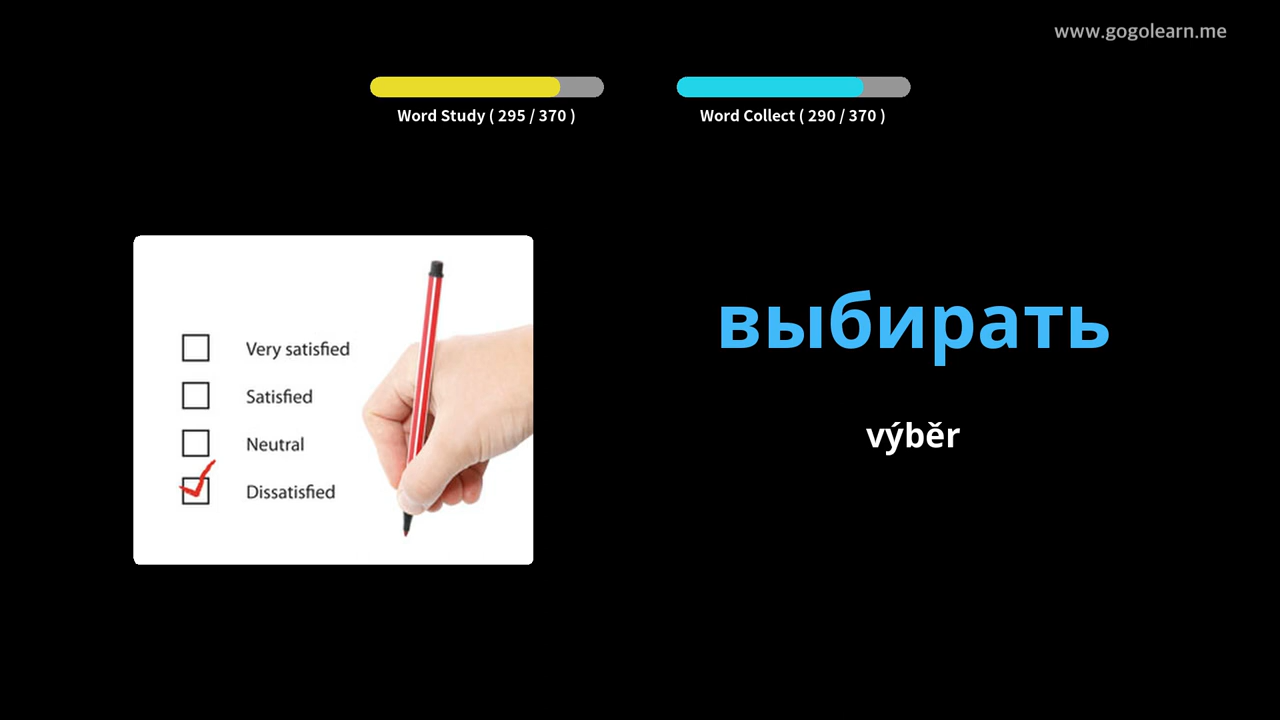 www.gogolearn.me
Word Study ( 295 / 370 )
Word Collect ( 290 / 370 )
Very satisfied
Satisfied
Neutral
Dissatisfied
выбирать
výběr